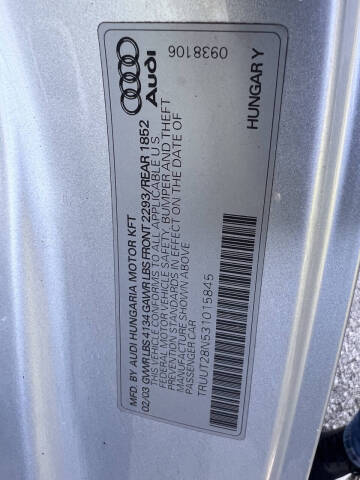 Audi
0938106
HUNGARY
MFD. BY AUDI HUNGARIA MOTOR KFT
02/03 GVWR LBS 4134 GAWR LBS FRONT 2293/REAR 1852
THIS VEHICLE CONFORMS TO ALL APPLICABLE U S
FEDERAL MOTOR VEHICLE SAFETY, BUMPER AND THEFT
PREVENTION STANDARDS IN EFFECT ON THE DATE OF
MANUFACTURE SHOWN ABOVE
PASSENGER CAR
TRUUT28N531015845